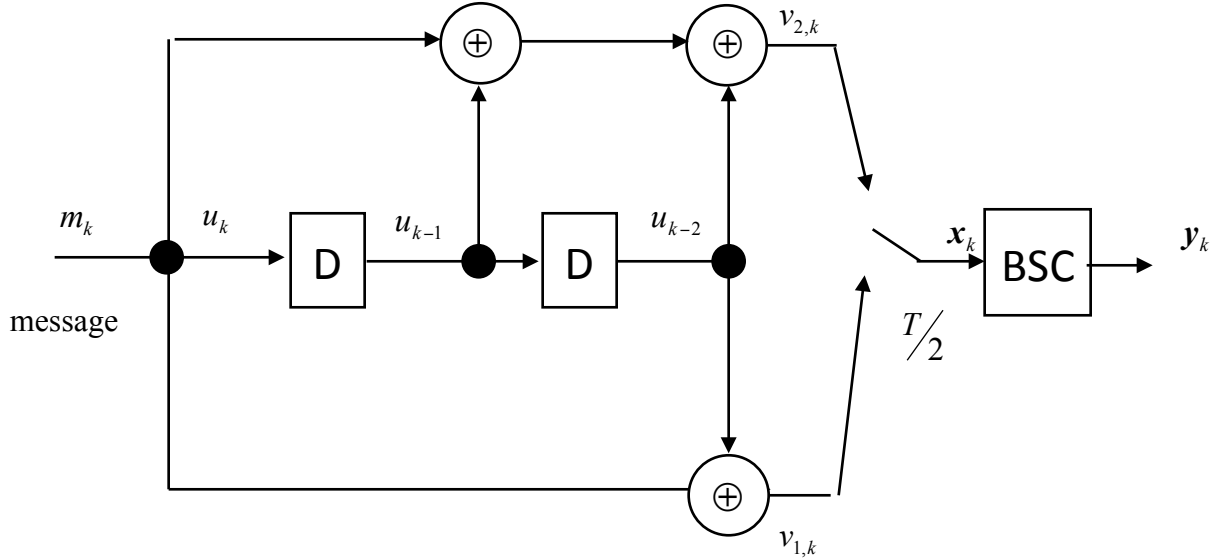 v₂,ₖ
⊕ ⊕
mₖ uₖ uₖ₋₁ uₖ₋₂ 𝒙ₖ 𝒚ₖ
D D BSC
message T/2
⊕
v₁,ₖ